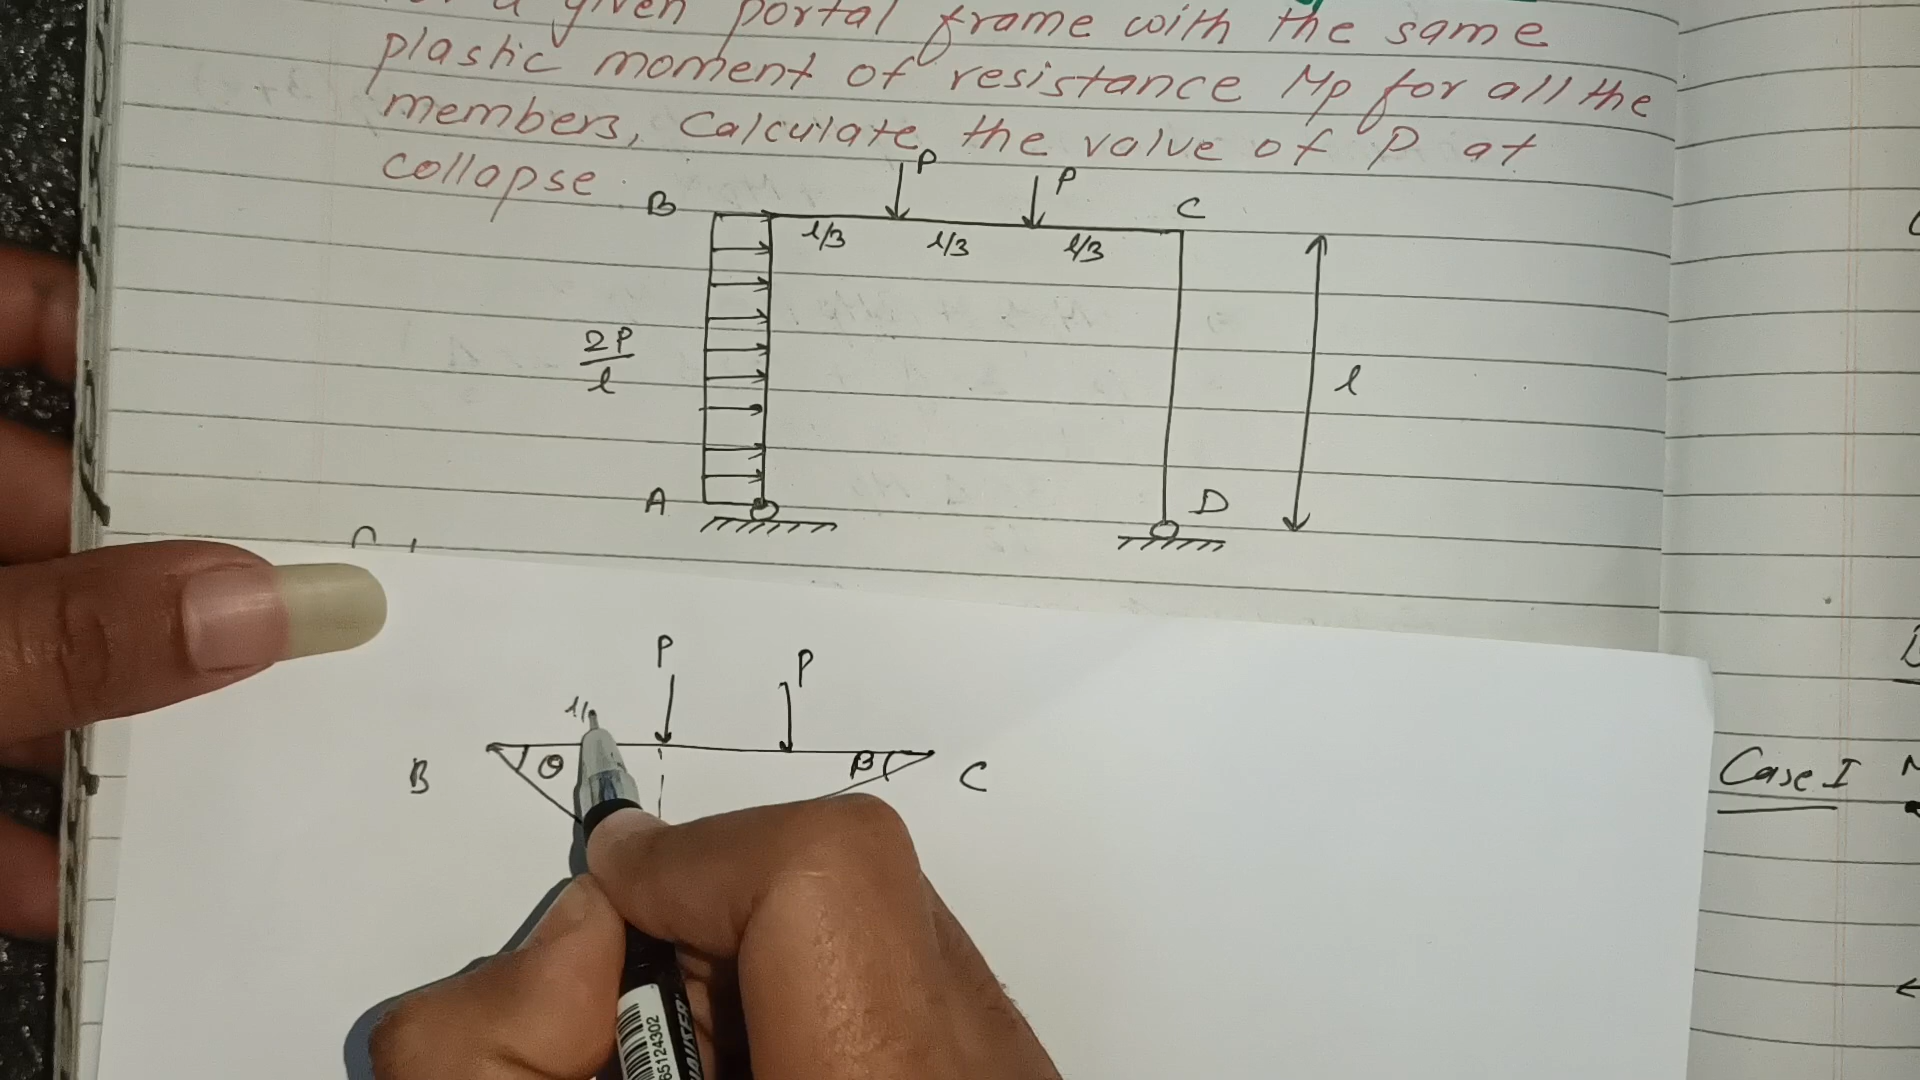 a given portal frame with the same
plastic moment of resistance Mp for all the
members, Calculate the value of P at
collapse
P
P
B
C
l/3
l/3
l/3
2P
l
l
A
D
P
P
B
θ
β
C
Case I
65124302